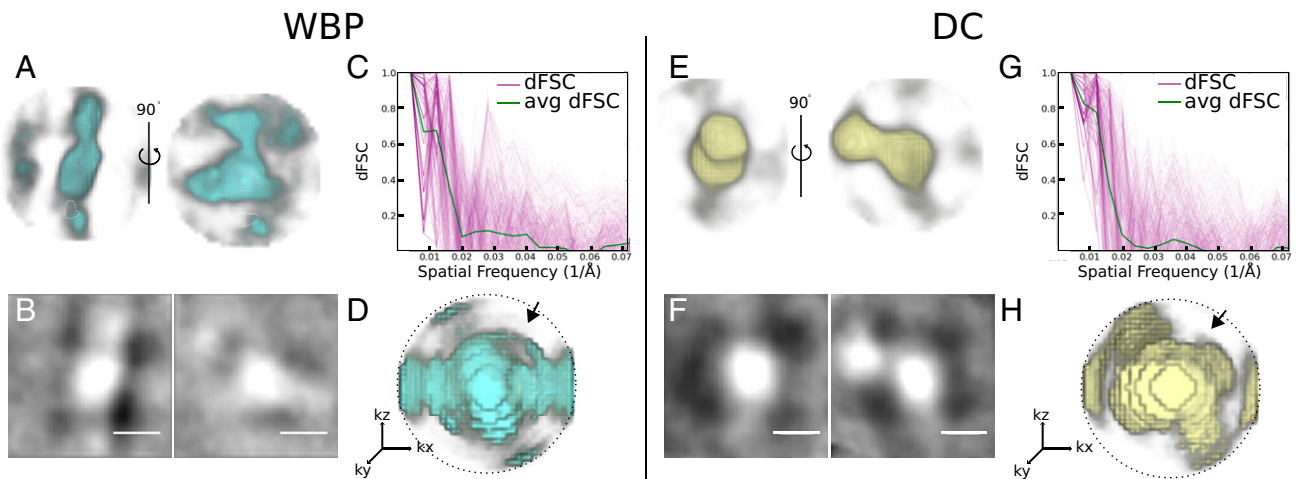 WBP
DC
A
90°
C
1.0
0.8
0.6
0.4
0.2
dFSC
dFSC
avg dFSC
0.01 0.02 0.03 0.04 0.05 0.06 0.07
Spatial Frequency (1/Å)
B
D
kz
kx
ky
E
90°
G
1.0
0.8
0.6
0.4
0.2
dFSC
dFSC
avg dFSC
0.01 0.02 0.03 0.04 0.05 0.06 0.07
Spatial Frequency (1/Å)
F
H
kz
kx
ky